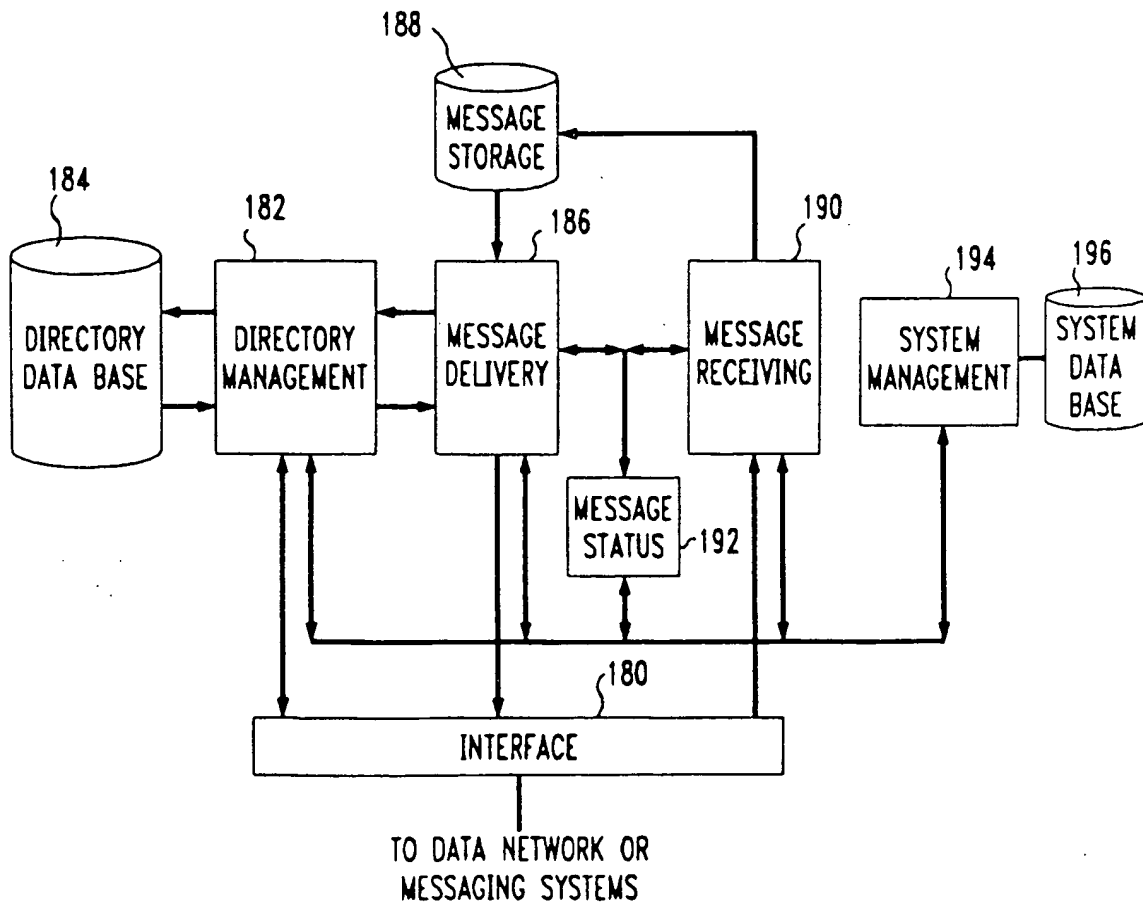 188
MESSAGE
STORAGE
184
182
186
190
194
196
DIRECTORY
DATA BASE
DIRECTORY
MANAGEMENT
MESSAGE
DELIVERY
MESSAGE
RECEIVING
SYSTEM
MANAGEMENT
SYSTEM
DATA
BASE
MESSAGE
STATUS
192
180
INTERFACE
TO DATA NETWORK OR
MESSAGING SYSTEMS